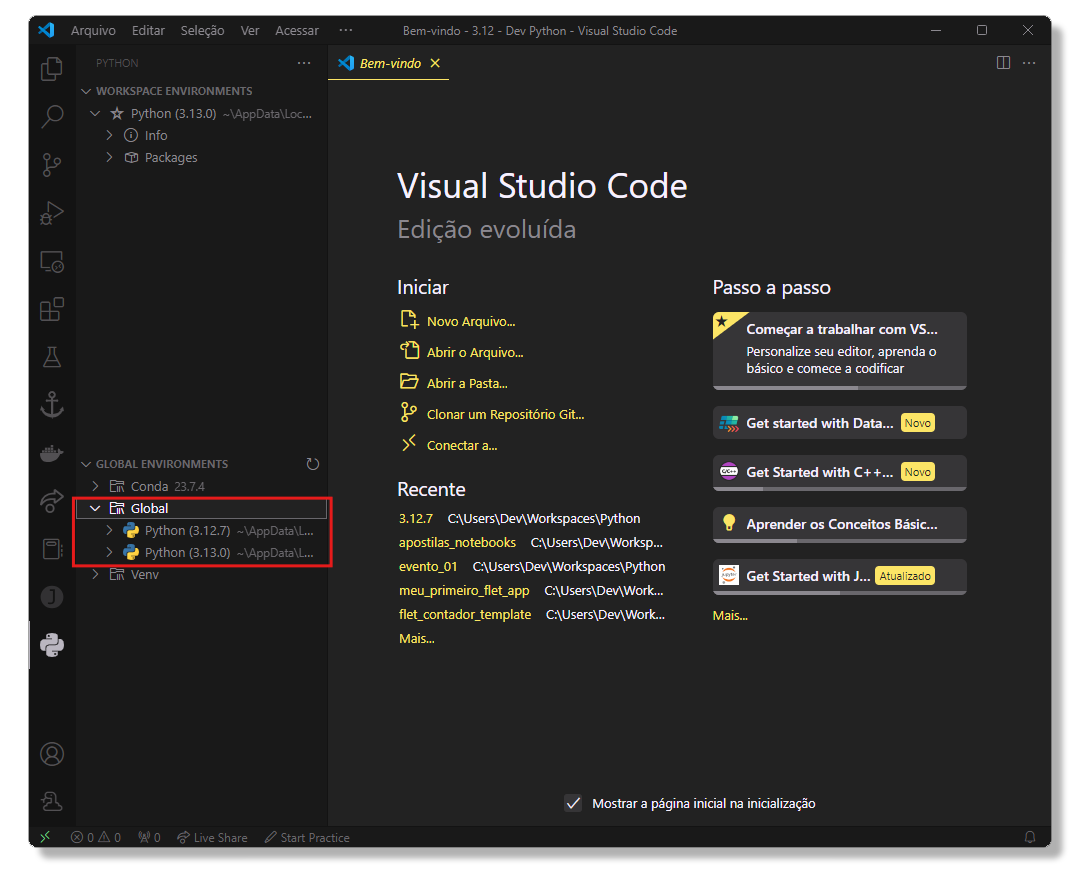 Arquivo Editar Seleção Ver Acessar ··· Bem-vindo - 3.12 - Dev Python - Visual Studio Code
PYTHON ···
WORKSPACE ENVIRONMENTS
Python (3.13.0) ~\AppData\Loc...
Info
Packages
GLOBAL ENVIRONMENTS
Conda 23.7.4
Global
Python (3.12.7) ~\AppData\L...
Python (3.13.0) ~\AppData\L...
Venv
Bem-vindo
Visual Studio Code
Edição evoluída
Iniciar
Novo Arquivo...
Abrir o Arquivo...
Abrir a Pasta...
Clonar um Repositório Git...
Conectar a...
Recente
3.12.7 C:\Users\Dev\Workspaces\Python
apostilas_notebooks C:\Users\Dev\Worksp...
evento_01 C:\Users\Dev\Workspaces\Python
meu_primeiro_flet_app C:\Users\Dev\Work...
flet_contador_template C:\Users\Dev\Work...
Mais...
Passo a passo
Começar a trabalhar com VS...
Personalize seu editor, aprenda o
básico e comece a codificar
Get started with Data... Novo
C/C++ Get Started with C++... Novo
Aprender os Conceitos Básic...
Jupyter Get Started with J... Atualizado
Mais...
Mostrar a página inicial na inicialização
0 0 0 Live Share Start Practice